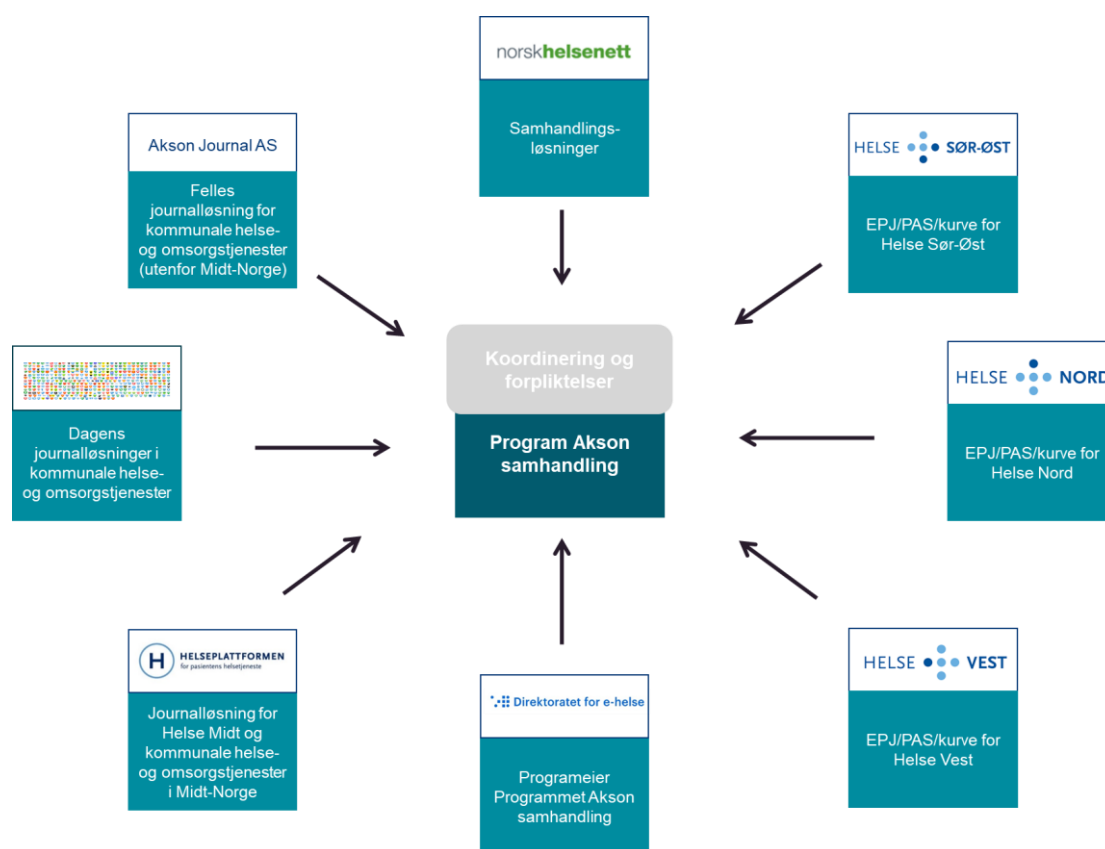 norskhelsenett
Samhandlings-
løsninger
Akson Journal AS
Felles
journalløsning for
kommunale helse-
og omsorgstjenester
(utenfor Midt-Norge)
HELSE SØR-ØST
EPJ/PAS/kurve for
Helse Sør-Øst
Koordinering og
forpliktelser
Program Akson
samhandling
Dagens
journalløsninger i
kommunale helse-
og omsorgstjenester
HELSE NORD
EPJ/PAS/kurve for
Helse Nord
H HELSEPLATTFORMEN
for pasientens helsetjeneste
Journalløsning for
Helse Midt og
kommunale helse-
og omsorgstjenester
i Midt-Norge
Direktoratet for e-helse
Programeier
Programmet Akson
samhandling
HELSE VEST
EPJ/PAS/kurve for
Helse Vest